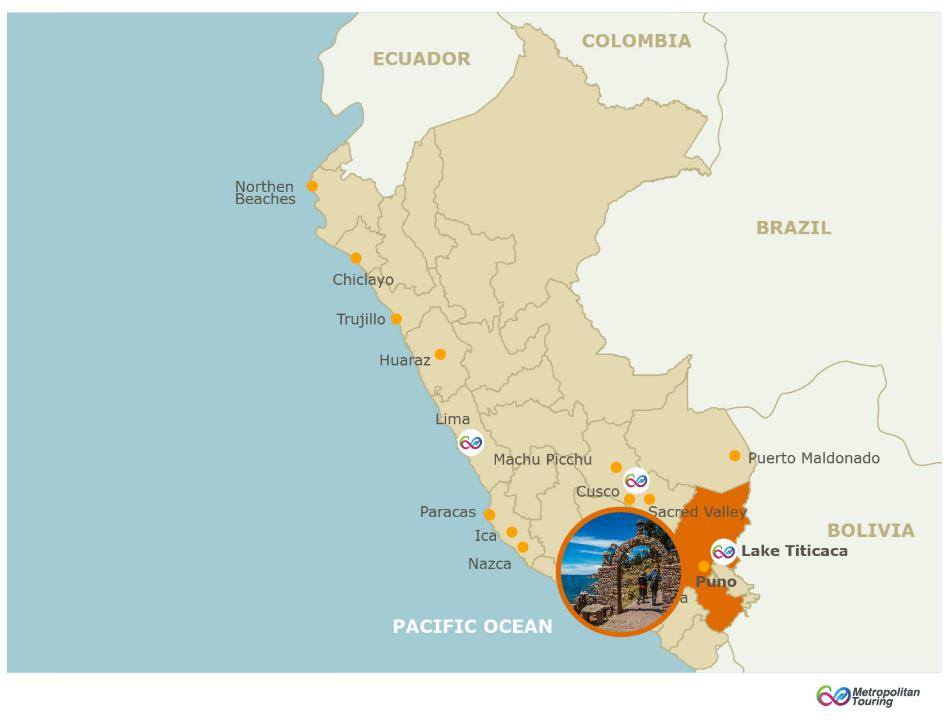 COLOMBIA
ECUADOR
Northen
Beaches
BRAZIL
Chiclayo
Trujillo
Huaraz
Lima
Machu Picchu
Puerto Maldonado
Cusco
Paracas
Sacred Valley
Ica
BOLIVIA
Lake Titicaca
Nazca
Puno
a
PACIFIC OCEAN
Metropolitan
Touring